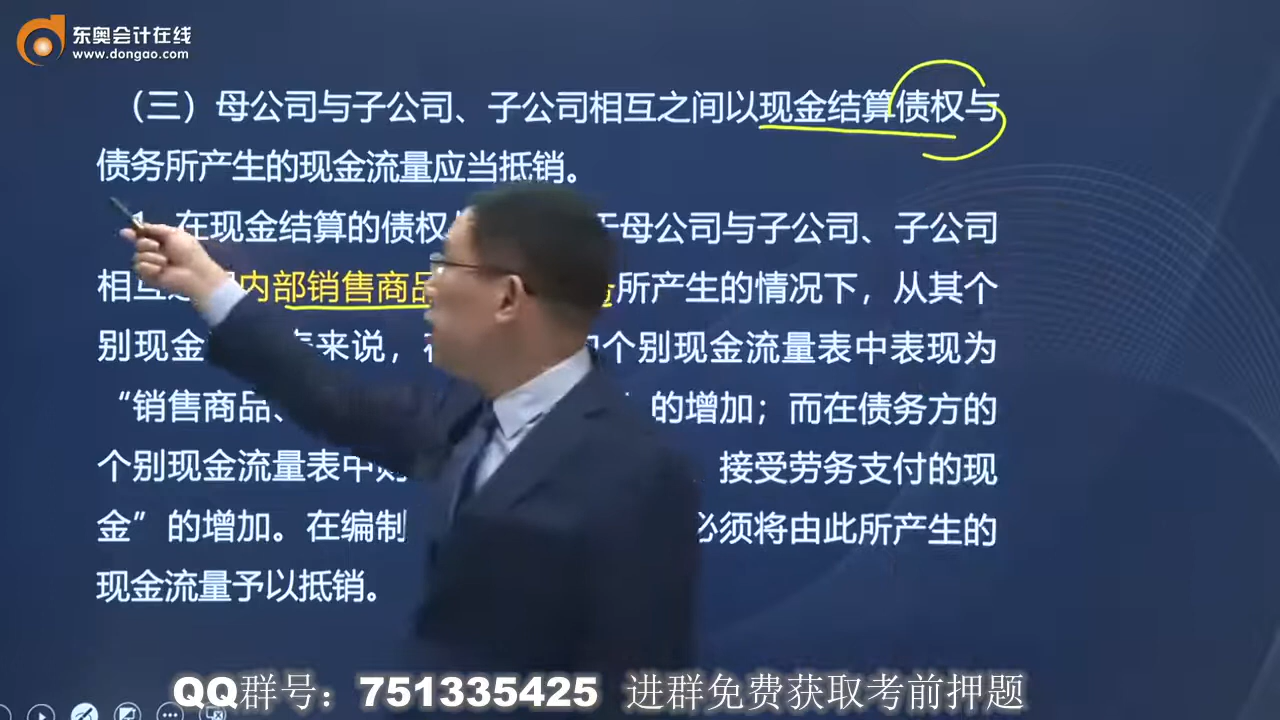 东奥会计在线
www.dongao.com
（三）母公司与子公司、子公司相互之间以现金结算债权与
债务所产生的现金流量应当抵销。
在现金结算的债权 于母公司与子公司、子公司
相互 内部销售商品 所产生的情况下，从其个
别现金 表来说， 个别现金流量表中表现为
“销售商品、 的增加；而在债务方的
个别现金流量表中则 接受劳务支付的现
金”的增加。在编制 必须将由此所产生的
现金流量予以抵销。
QQ群号：751335425 进群免费获取考前押题